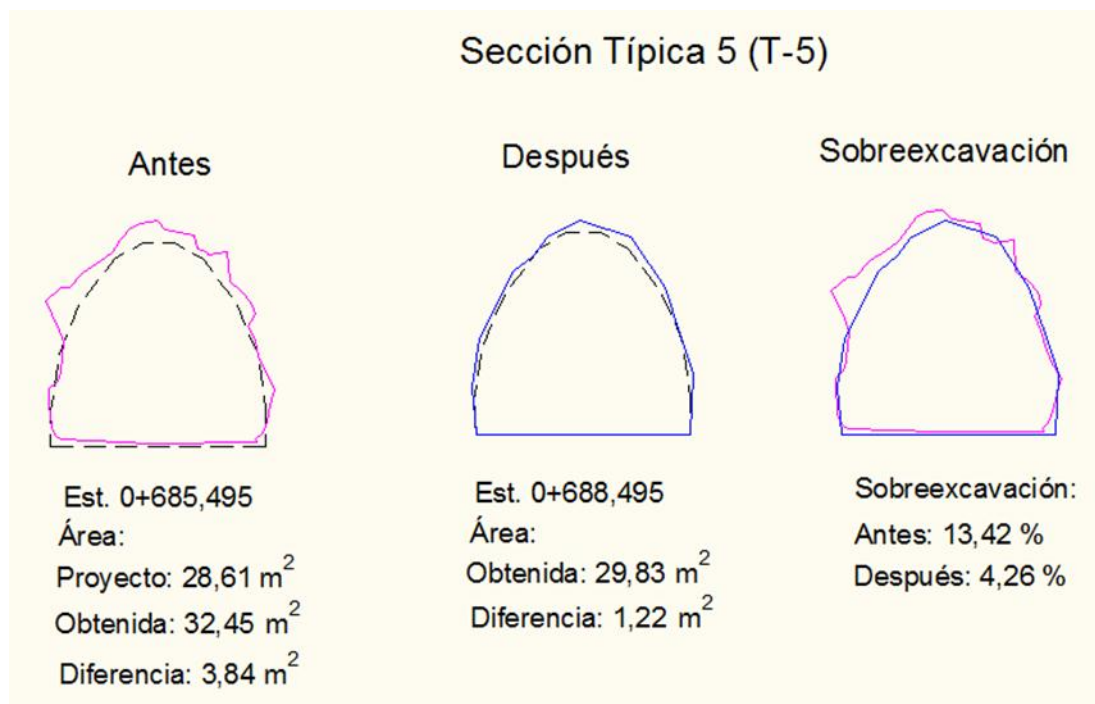 Sección Típica 5 (T-5)
Antes
Después
Sobreexcavación
Est. 0+685,495
Área:
Proyecto: 28,61 m²
Obtenida: 32,45 m²
Diferencia: 3,84 m²
Est. 0+688,495
Área:
Obtenida: 29,83 m²
Diferencia: 1,22 m²
Sobreexcavación:
Antes: 13,42 %
Después: 4,26 %